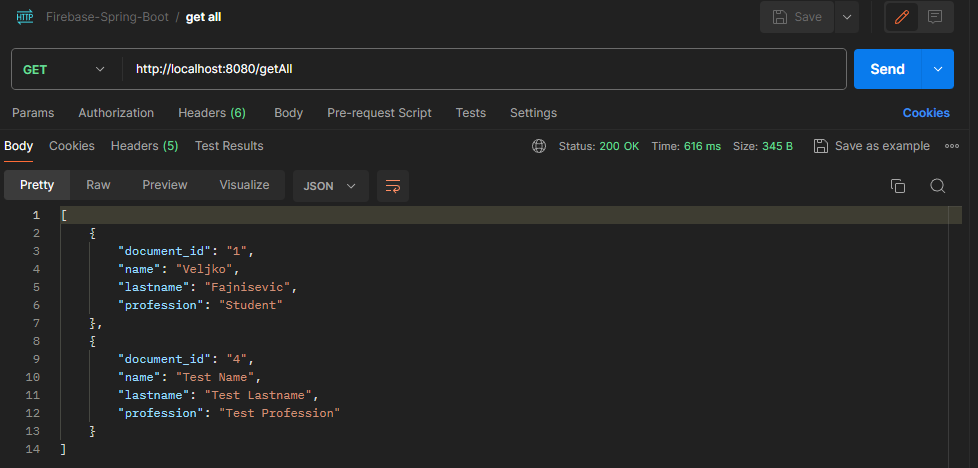 HTTP Firebase-Spring-Boot / get all Save
GET http://localhost:8080/getAll Send
Params Authorization Headers (6) Body Pre-request Script Tests Settings Cookies
Body Cookies Headers (5) Test Results Status: 200 OK Time: 616 ms Size: 345 B Save as example
Pretty Raw Preview Visualize JSON
1 [
2 {
3 "document_id": "1",
4 "name": "Veljko",
5 "lastname": "Fajnisevic",
6 "profession": "Student"
7 },
8 {
9 "document_id": "4",
10 "name": "Test Name",
11 "lastname": "Test Lastname",
12 "profession": "Test Profession"
13 }
14 ]